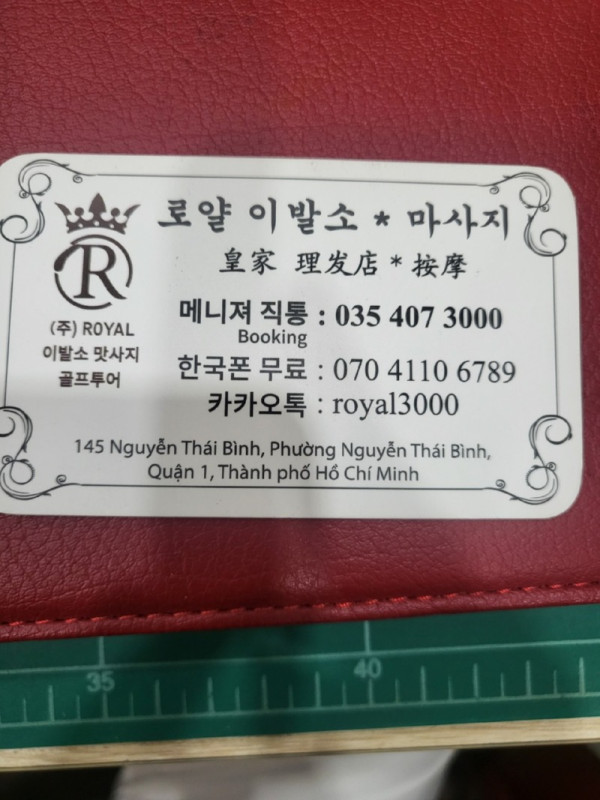 로얄 이발소 * 마사지
皇家 理发店 * 按摩
R
(주) ROYAL
이발소 맛사지
골프투어
메니져 직통 : 035 407 3000
Booking
한국폰 무료 : 070 4110 6789
카카오톡 : royal3000
145 Nguyễn Thái Bình, Phường Nguyễn Thái Bình,
Quận 1, Thành phố Hồ Chí Minh
35
40